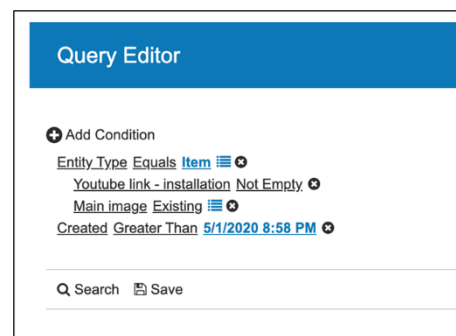 Query Editor
Add Condition
Entity Type Equals Item
Youtube link - installation Not Empty
Main image Existing
Created Greater Than 5/1/2020 8:58 PM
Search Save